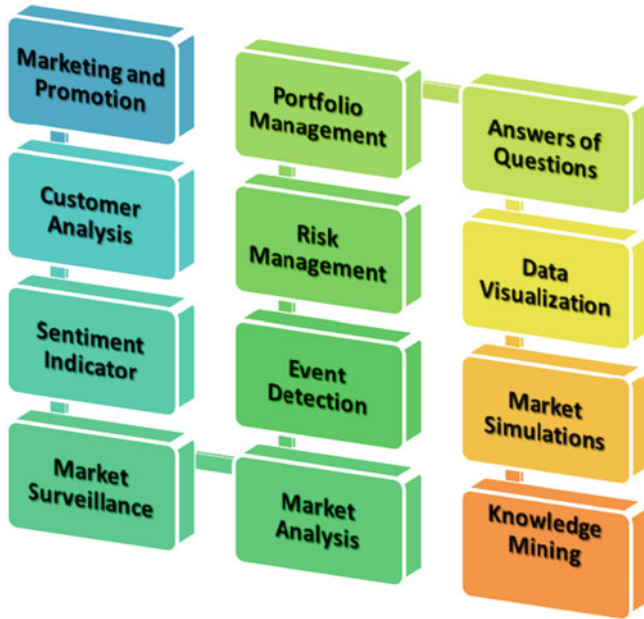 Marketing and
Promotion
Customer
Analysis
Sentiment
Indicator
Market
Surveillance
Market
Analysis
Event
Detection
Risk
Management
Portfolio
Management
Answers of
Questions
Data
Visualization
Market
Simulations
Knowledge
Mining